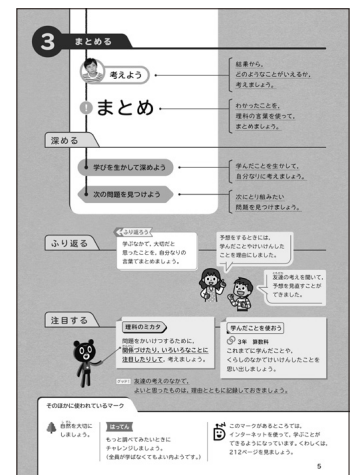 3 まとめる
考えよう
結果から、
どのようなことがいえるか、
考えましょう。
! まとめ
わかったことを、
理科の言葉を使って、
まとめましょう。
深める
学びを生かして深めよう
学んだことを生かして、
自分なりに考えましょう。
次の問題を見つけよう
次にとり組みたい
問題を見つけましょう。
ふり返る
ふり返ろう
学ぶなかで、大切だと
思ったことを、自分なりの
言葉でまとめましょう。
予想をするときには、
学んだことやけいけんした
ことを理由にしました。
友達の考えを聞いて、
予想を見直すことが
できました。
注目する
理科のミカタ
問題をかいけつするために、
関係づけたり、いろいろなことに
注目したりして、考えましょう。
学んだことを使おう
3年 算数科
これまでに学んだことや、
くらしのなかでけいけんしたことを
思い出しましょう。
友達の考えのなかで、
よいと思ったものは、理由とともに記録しておきましょう。
そのほかに使われているマーク
自然を大切に
しましょう。
はってん
もっと調べてみたいときに
チャレンジしましょう。
(全員が学ばなくてもよい内ようです。)
このマークがあるところでは、
インターネットを使って、学ぶことが
できるようになっています。くわしくは、
212ページを見ましょう。
5